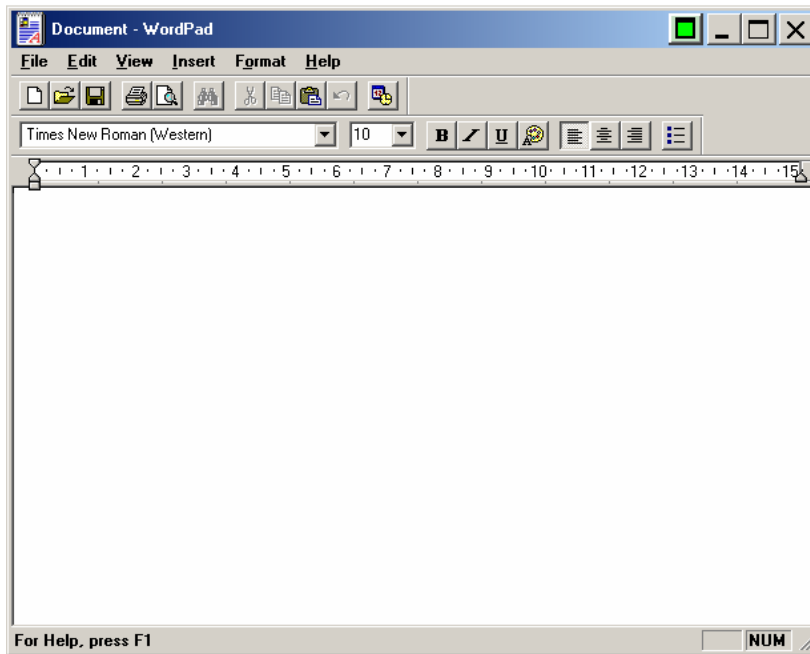 Document - WordPad
File Edit View Insert Format Help
Times New Roman (Western) 10 B I U
1 2 3 4 5 6 7 8 9 10 11 12 13 14 15
For Help, press F1 NUM